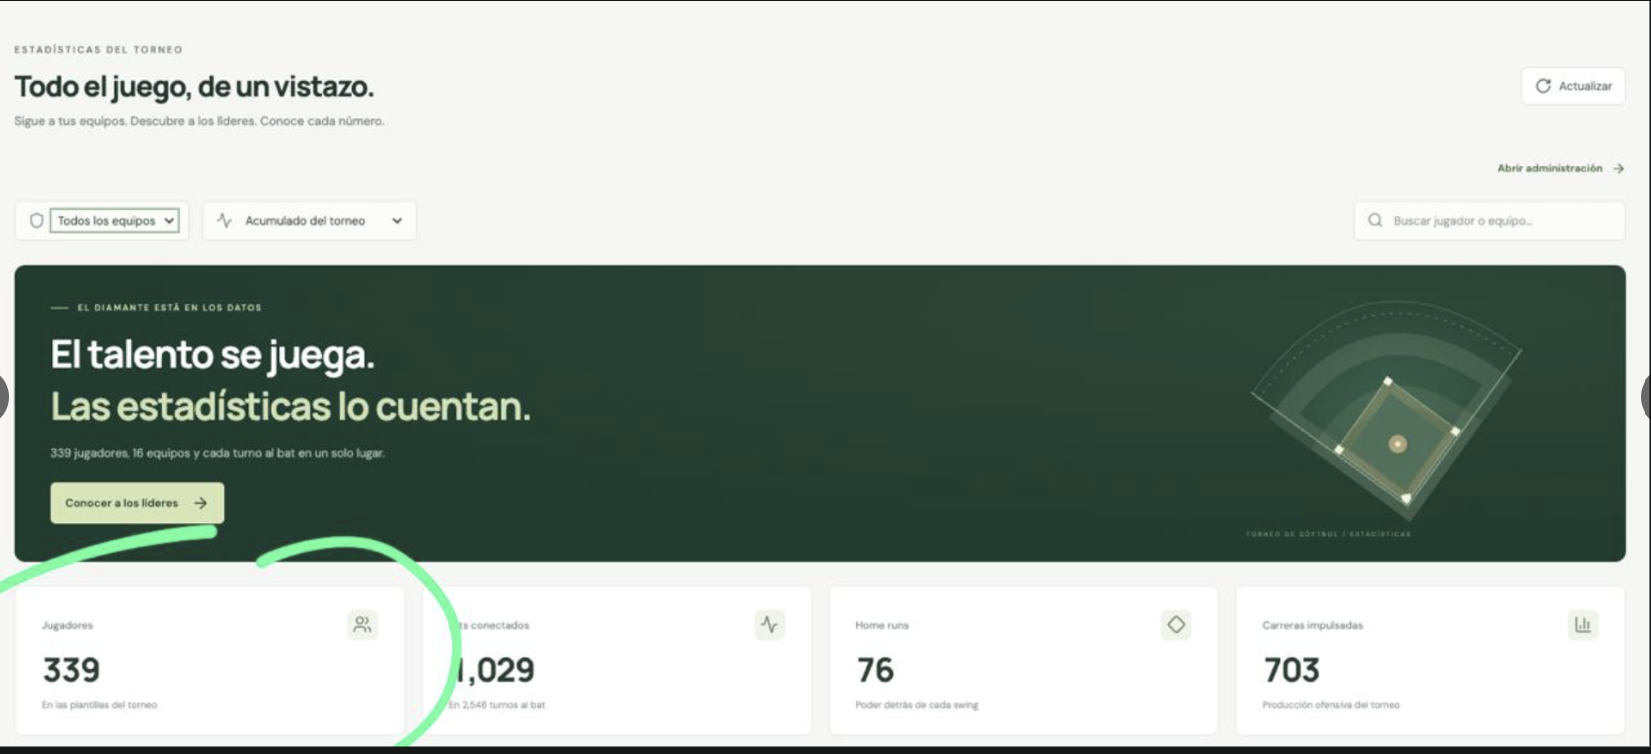 ESTADÍSTICAS DEL TORNEO
Todo el juego, de un vistazo.
Actualizar
Sigue a tus equipos. Descubre a los líderes. Conoce cada número.
Abrir administración
Todos los equipos
Acumulado del torneo
Buscar jugador o equipo...
EL DIAMANTE ESTÁ EN LOS DATOS
El talento se juega.
Las estadísticas lo cuentan.
339 jugadores, 16 equipos y cada turno al bat en un solo lugar.
Conocer a los líderes
TORNEO DE SÓFTBOL / ESTADÍSTICAS
Jugadores
339
En las plantillas del torneo
conectados
1,029
En 2,548 turnos al bat
Home runs
76
Poder detrás de cada swing
Carreras impulsadas
703
Producción ofensiva del torneo